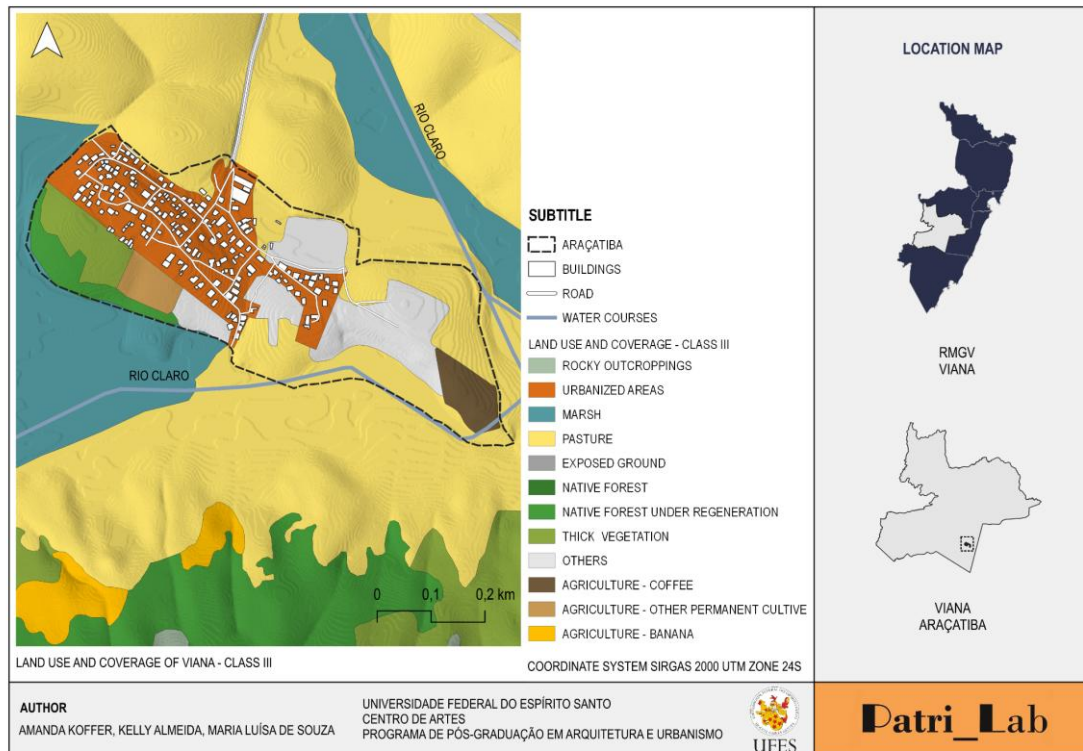 RIO CLARO
RIO CLARO
0
0,1
0,2 km
LAND USE AND COVERAGE OF VIANA - CLASS III
SUBTITLE
ARAÇATIBA
BUILDINGS
ROAD
WATER COURSES
LAND USE AND COVERAGE - CLASS III
ROCKY OUTCROPPINGS
URBANIZED AREAS
MARSH
PASTURE
EXPOSED GROUND
NATIVE FOREST
NATIVE FOREST UNDER REGENERATION
THICK VEGETATION
OTHERS
AGRICULTURE - COFFEE
AGRICULTURE - OTHER PERMANENT CULTIVE
AGRICULTURE - BANANA
COORDINATE SYSTEM SIRGAS 2000 UTM ZONE 24S
LOCATION MAP
RMGV
VIANA
VIANA
ARAÇATIBA
AUTHOR
AMANDA KOFFER, KELLY ALMEIDA, MARIA LUÍSA DE SOUZA
UNIVERSIDADE FEDERAL DO ESPÍRITO SANTO
CENTRO DE ARTES
PROGRAMA DE PÓS-GRADUAÇÃO EM ARQUITETURA E URBANISMO
UFES
Patri_Lab